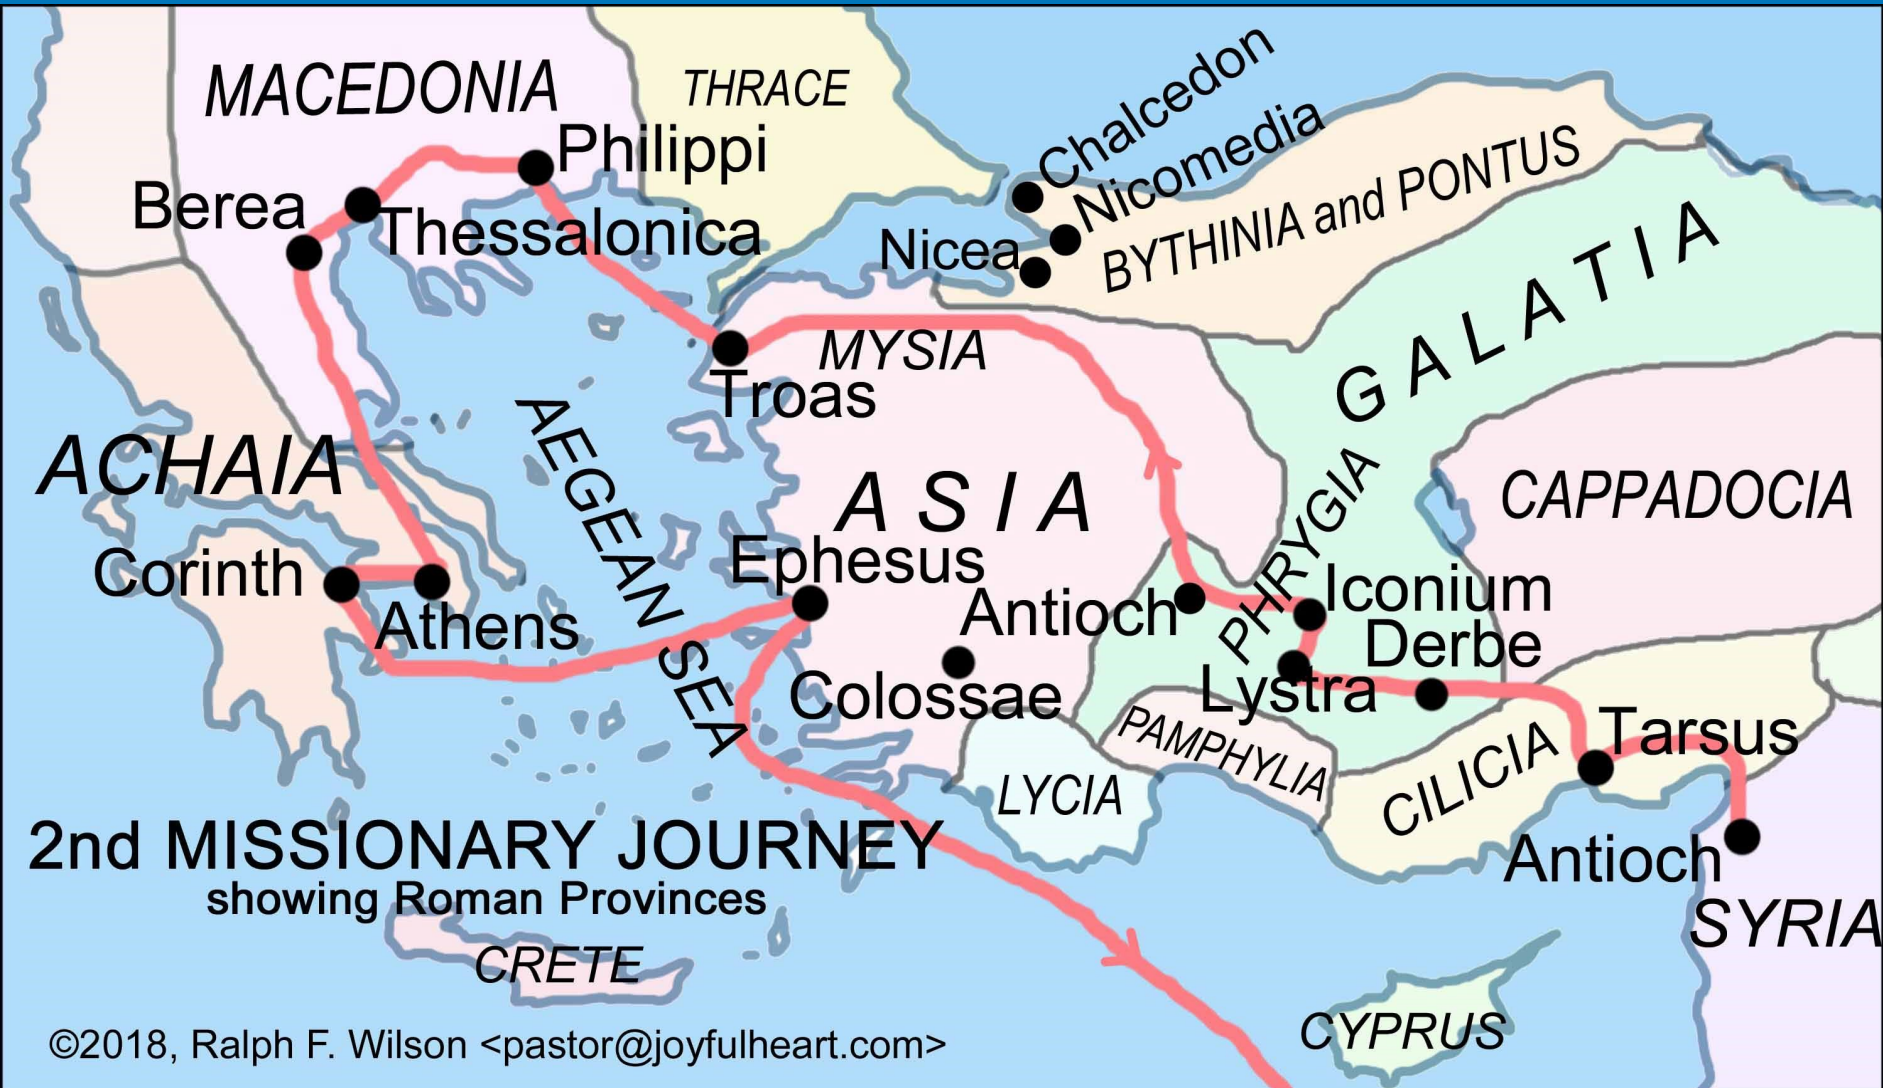 MACEDONIA
THRACE
Chalcedon
Philippi
Nicomedia
Berea
Thessalonica
Nicea
BYTHINIA and PONTUS
GALATIA
MYSIA
Troas
AEGEAN SEA
ACHAIA
ASIA
PHRYGIA
CAPPADOCIA
Corinth
Ephesus
Athens
Antioch
Iconium
Derbe
Colossae
Lystra
PAMPHYLIA
Tarsus
LYCIA
CILICIA
Antioch
2nd MISSIONARY JOURNEY
showing Roman Provinces
SYRIA
CRETE
CYPRUS
©2018, Ralph F. Wilson <pastor@joyfulheart.com>